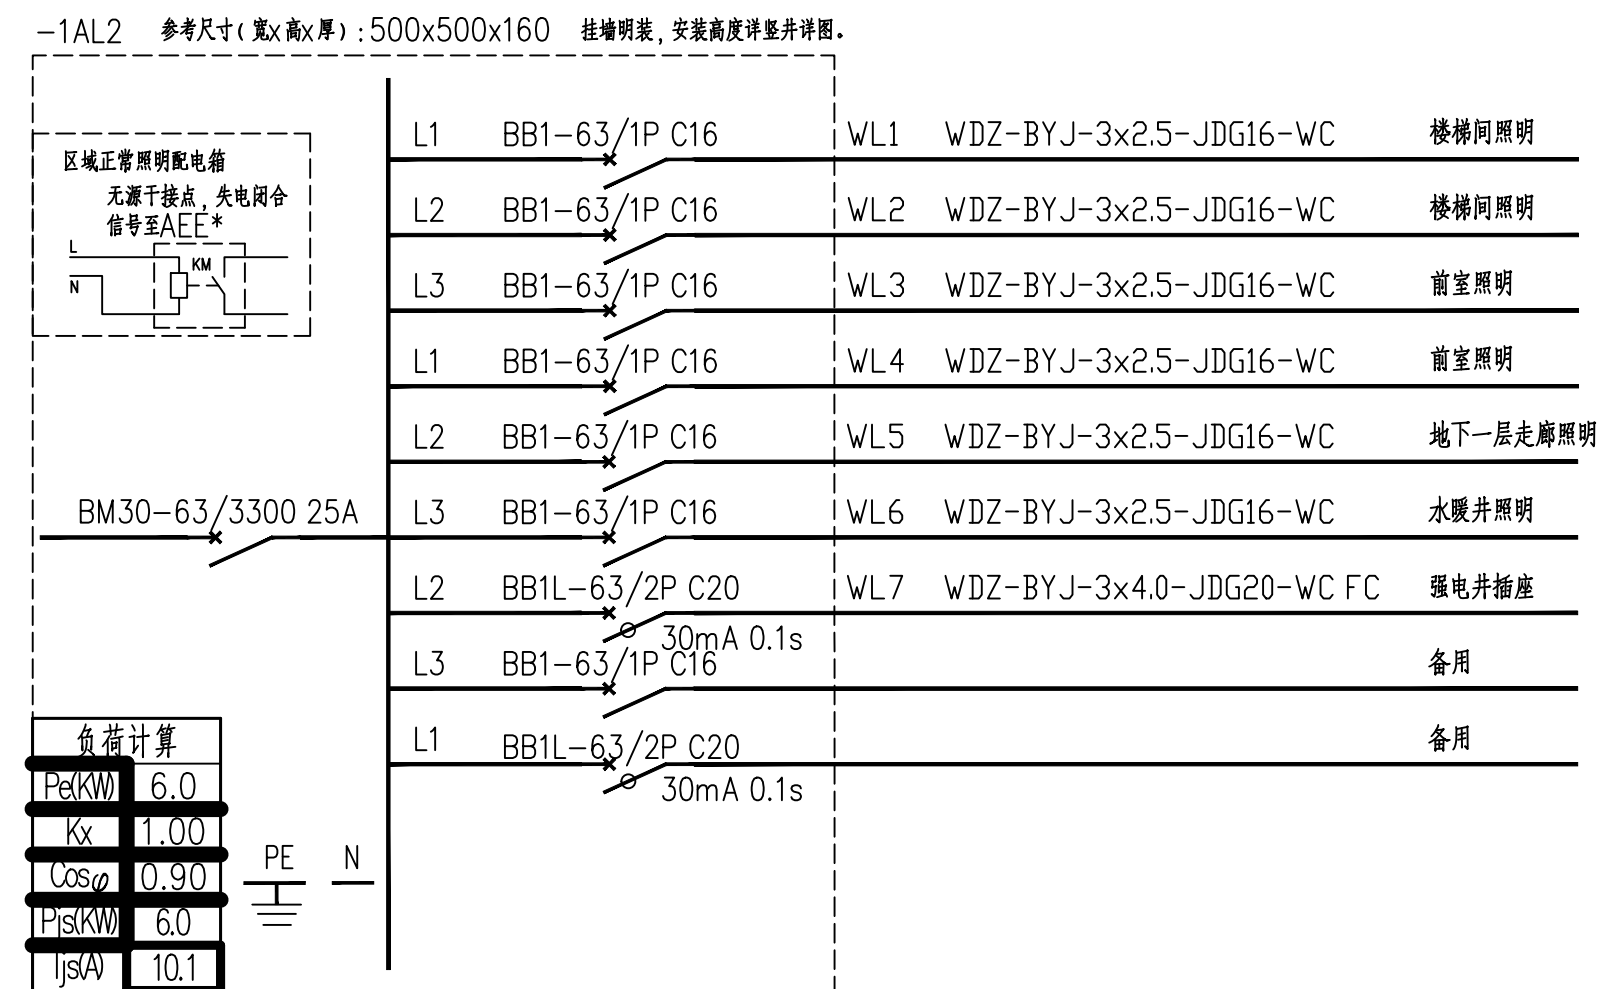 -1AL2 参考尺寸(宽x高x厚):500x500x160 挂墙明装,安装高度详竖井详图。
区域正常照明配电箱
无源干接点,失电闭合
信号至AEE*
L
KM
N
L1 BB1-63/1P C16 WL1 WDZ-BYJ-3x2.5-JDG16-WC 楼梯间照明
L2 BB1-63/1P C16 WL2 WDZ-BYJ-3x2.5-JDG16-WC 楼梯间照明
L3 BB1-63/1P C16 WL3 WDZ-BYJ-3x2.5-JDG16-WC 前室照明
L1 BB1-63/1P C16 WL4 WDZ-BYJ-3x2.5-JDG16-WC 前室照明
L2 BB1-63/1P C16 WL5 WDZ-BYJ-3x2.5-JDG16-WC 地下一层走廊照明
BM30-63/3300 25A L3 BB1-63/1P C16 WL6 WDZ-BYJ-3x2.5-JDG16-WC 水暖井照明
L2 BB1L-63/2P C20 WL7 WDZ-BYJ-3x4.0-JDG20-WC FC 强电井插座
30mA 0.1s
L3 BB1-63/1P C16 备用
L1 BB1L-63/2P C20 备用
30mA 0.1s
负荷计算
Pe(KW) 6.0
Kx 1.00
Cosφ 0.90
Pjs(KW) 6.0
Ijs(A) 10.1
PE N